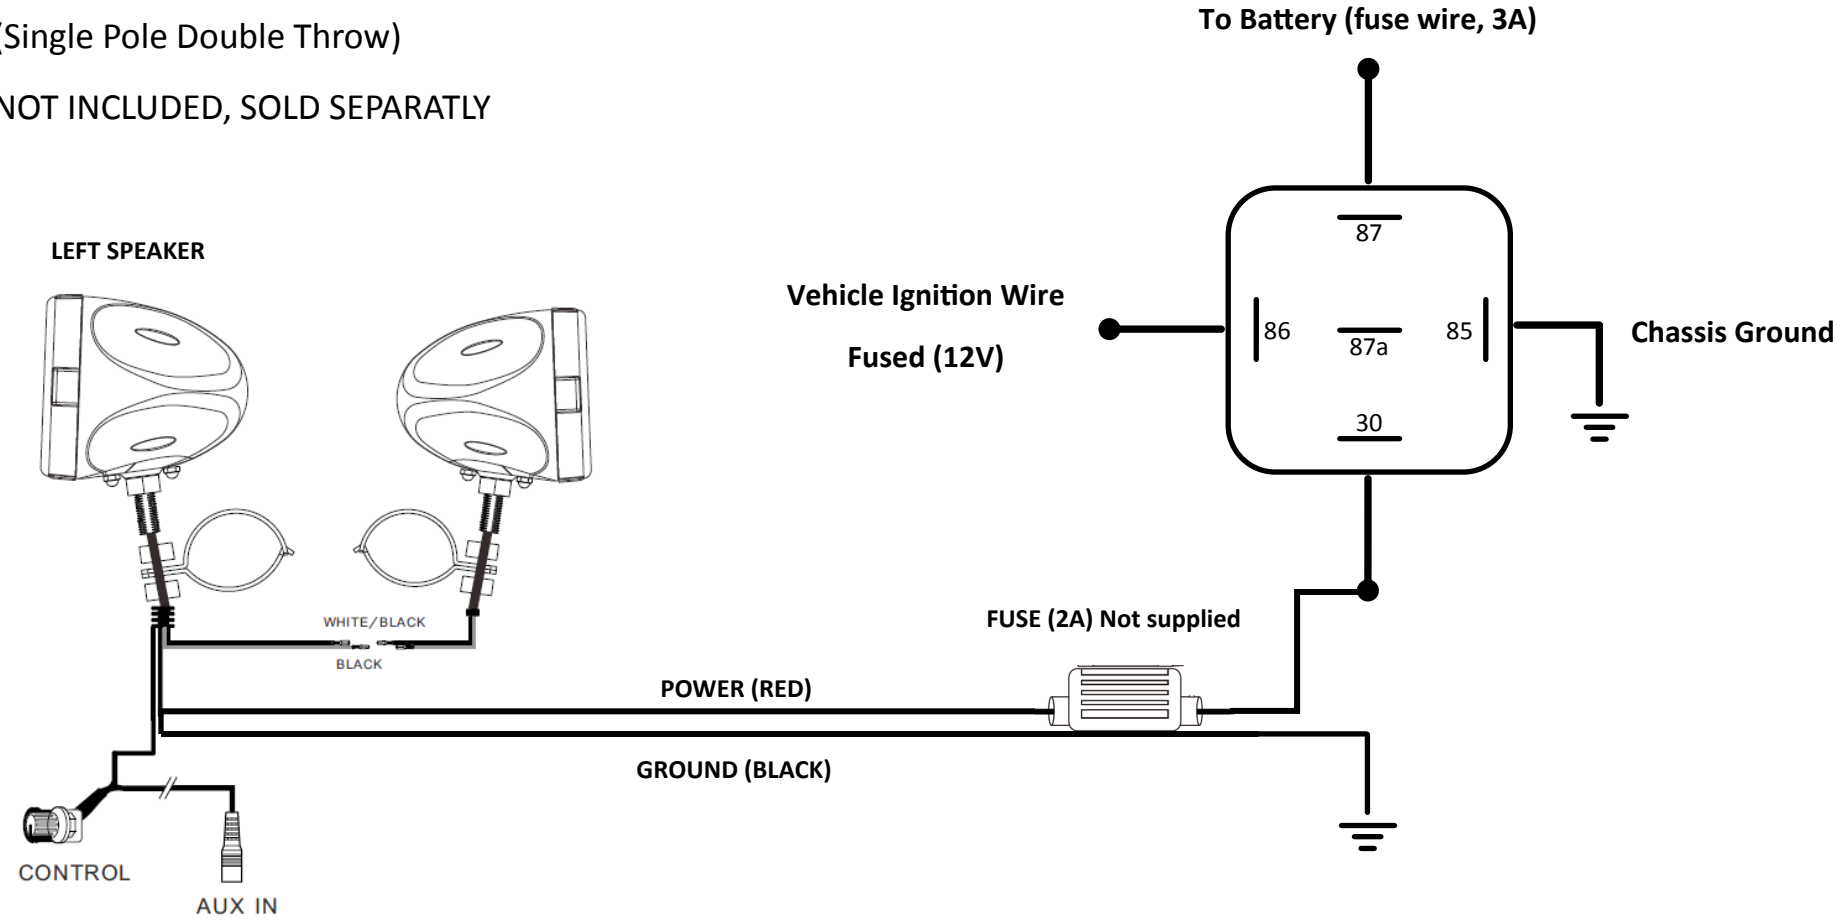 To Battery (fuse wire, 3A)
(Single Pole Double Throw)
NOT INCLUDED, SOLD SEPARATLY
LEFT SPEAKER
87
Vehicle Ignition Wire
Fused (12V)
86
87a
85
Chassis Ground
30
WHITE/BLACK
BLACK
FUSE (2A) Not supplied
POWER (RED)
GROUND (BLACK)
CONTROL
AUX IN